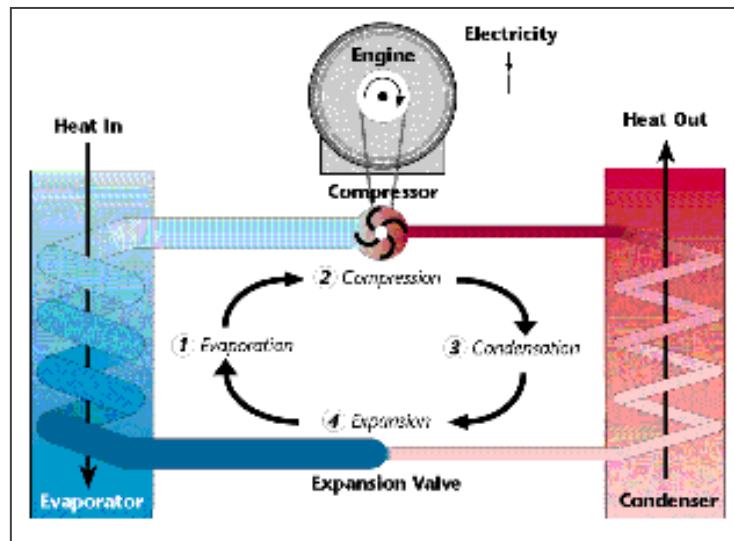 Electricity
Engine
Heat In
Heat Out
Compressor
2 Compression
1 Evaporation
3 Condensation
4 Expansion
Expansion Valve
Evaporator
Condenser